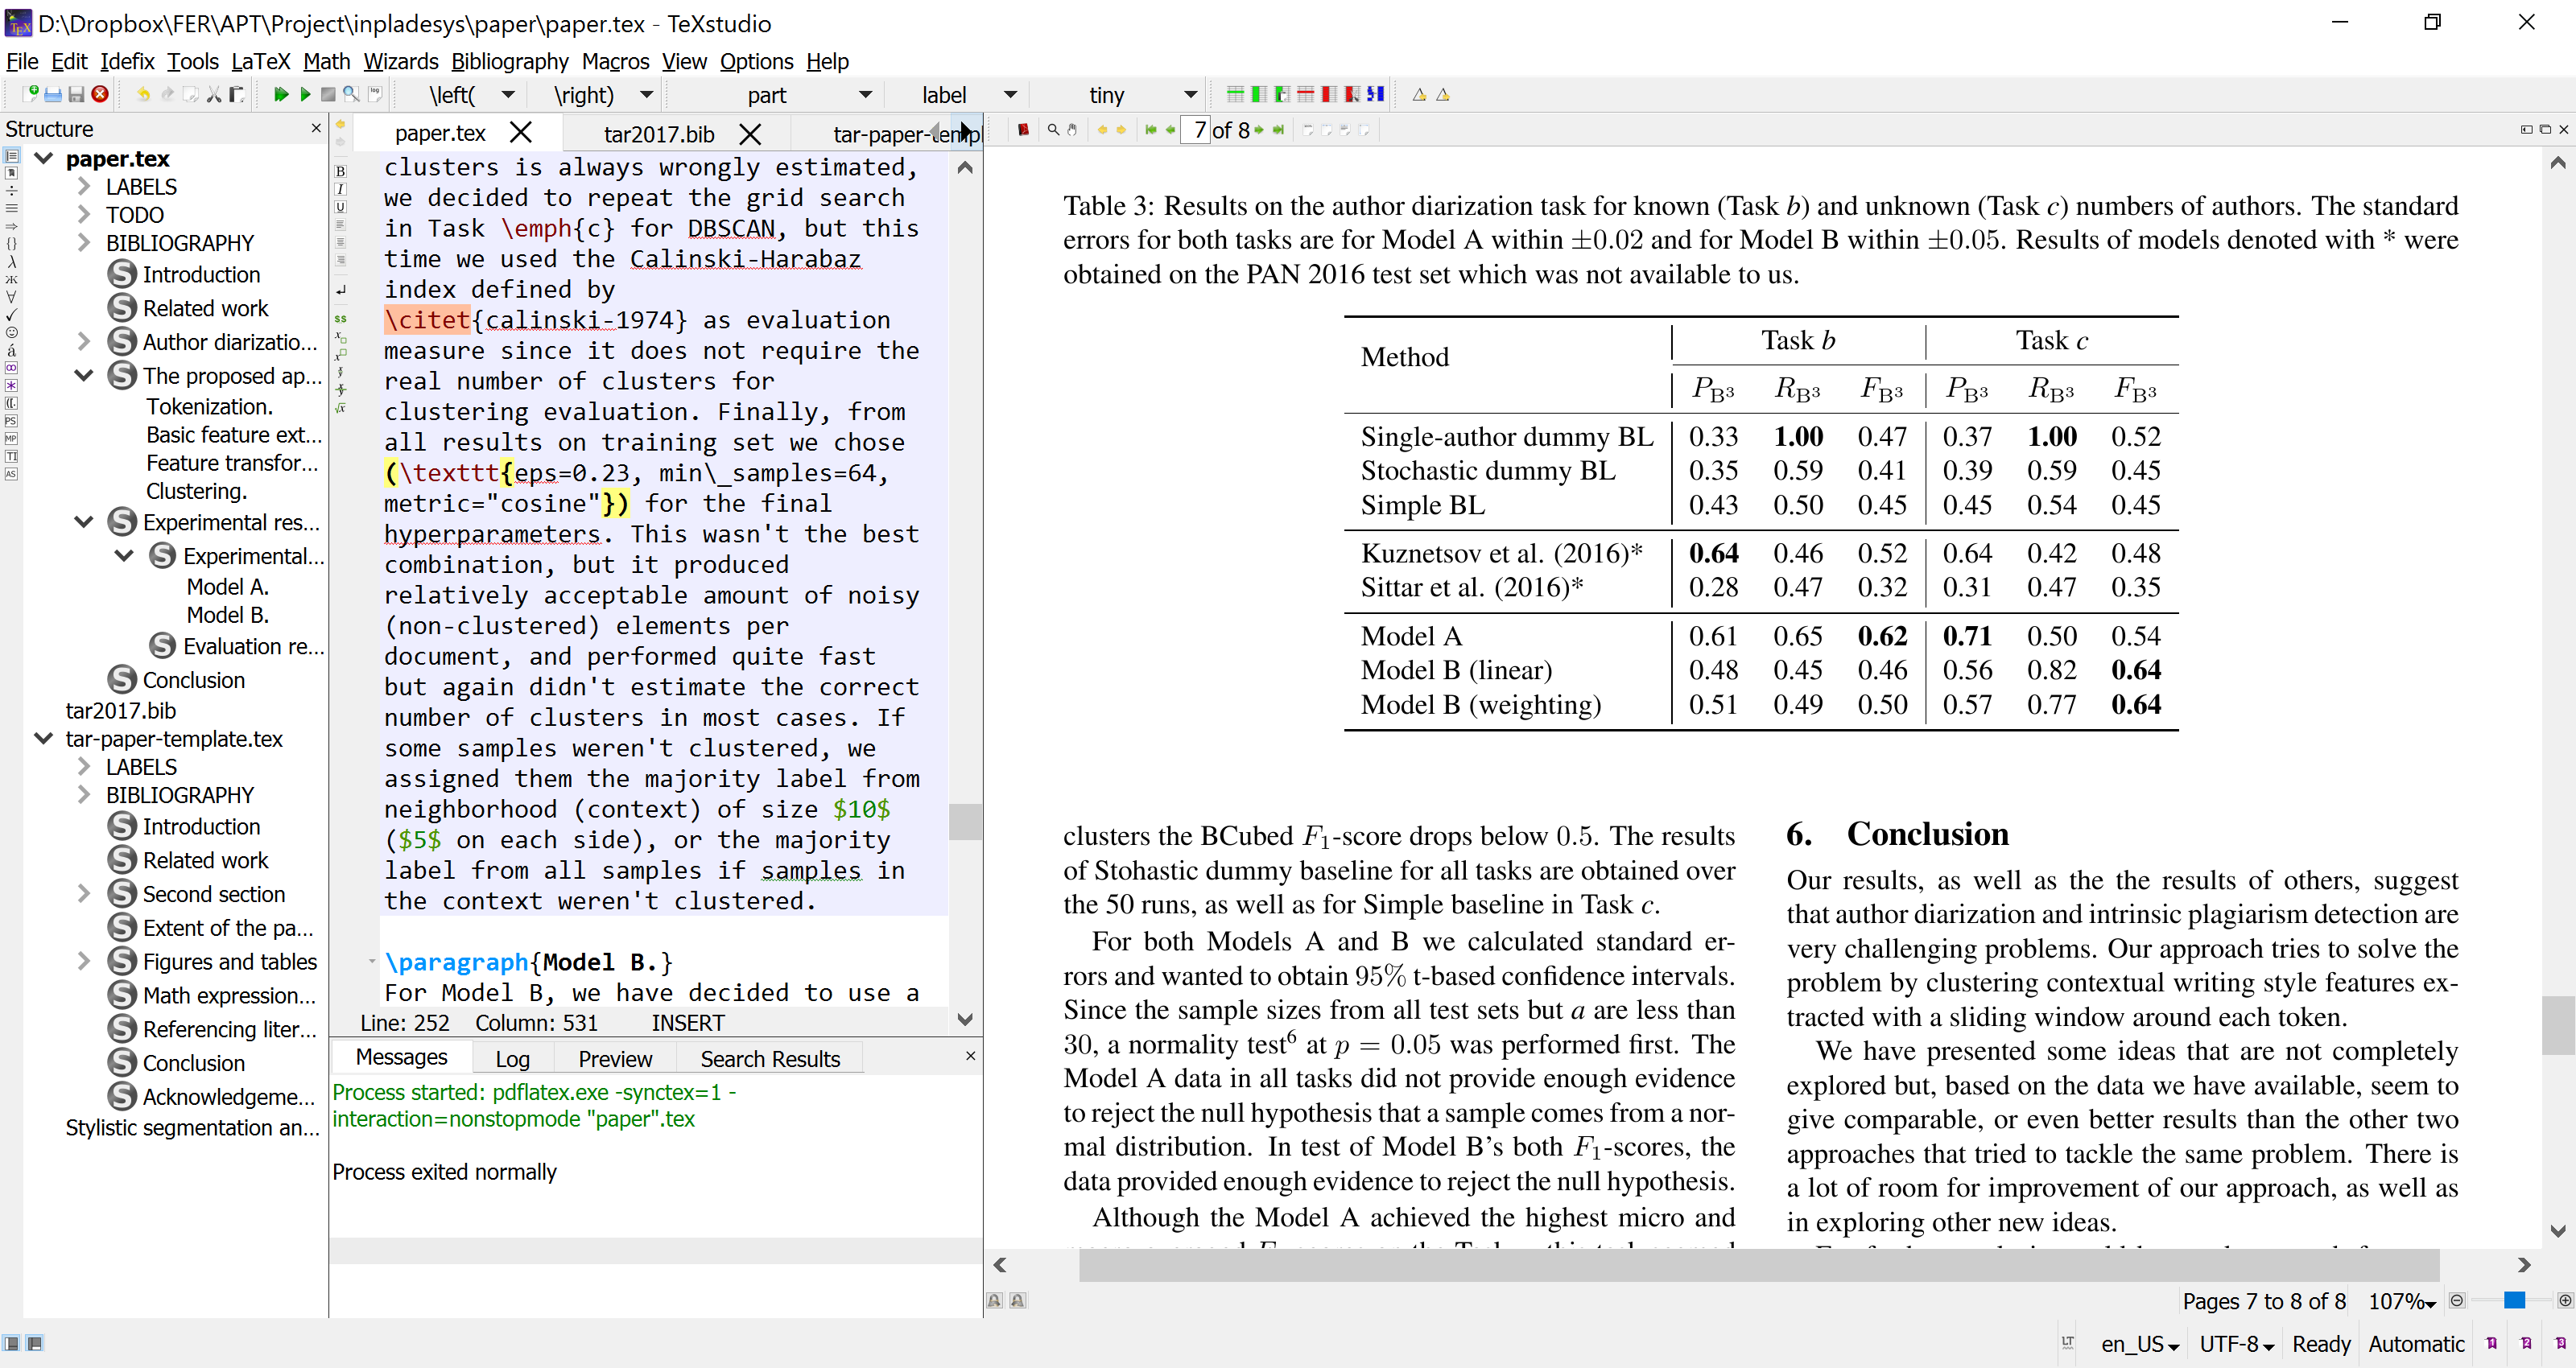 D:\Dropbox\FER\APT\Project\inpladesys\paper\paper.tex - TeXstudio
File Edit Idefix Tools LaTeX Math Wizards Bibliography Macros View Options Help
\left( \right) part label tiny
Structure
paper.tex
LABELS
TODO
BIBLIOGRAPHY
Introduction
Related work
Author diarizatio...
The proposed ap...
Tokenization.
Basic feature ext...
Feature transfor...
Clustering.
Experimental res...
Experimental...
Model A.
Model B.
Evaluation re...
Conclusion
tar2017.bib
tar-paper-template.tex
LABELS
BIBLIOGRAPHY
Introduction
Related work
Second section
Extent of the pa...
Figures and tables
Math expression...
Referencing liter...
Conclusion
Acknowledgeme...
Stylistic segmentation an...
paper.tex tar2017.bib tar-paper-templ
clusters is always wrongly estimated,
we decided to repeat the grid search
in Task \emph{c} for DBSCAN, but this
time we used the Calinski-Harabaz
index defined by
\citet{calinski-1974} as evaluation
measure since it does not require the
real number of clusters for
clustering evaluation. Finally, from
all results on training set we chose
(\texttt{eps=0.23, min\_samples=64,
metric="cosine"}) for the final
hyperparameters. This wasn't the best
combination, but it produced
relatively acceptable amount of noisy
(non-clustered) elements per
document, and performed quite fast
but again didn't estimate the correct
number of clusters in most cases. If
some samples weren't clustered, we
assigned them the majority label from
neighborhood (context) of size $10$
($5$ on each side), or the majority
label from all samples if samples in
the context weren't clustered.
\paragraph{Model B.}
For Model B, we have decided to use a
Line: 252 Column: 531 INSERT
Messages Log Preview Search Results
Process started: pdflatex.exe -synctex=1 -
interaction=nonstopmode "paper".tex
Process exited normally
7 of 8
Table 3: Results on the author diarization task for known (Task b) and unknown (Task c) numbers of authors. The standard
errors for both tasks are for Model A within ±0.02 and for Model B within ±0.05. Results of models denoted with * were
obtained on the PAN 2016 test set which was not available to us.
Method Task b Task c
P_B³ R_B³ F_B³ P_B³ R_B³ F_B³
Single-author dummy BL 0.33 1.00 0.47 0.37 1.00 0.52
Stochastic dummy BL 0.35 0.59 0.41 0.39 0.59 0.45
Simple BL 0.43 0.50 0.45 0.45 0.54 0.45
Kuznetsov et al. (2016)* 0.64 0.46 0.52 0.64 0.42 0.48
Sittar et al. (2016)* 0.28 0.47 0.32 0.31 0.47 0.35
Model A 0.61 0.65 0.62 0.71 0.50 0.54
Model B (linear) 0.48 0.45 0.46 0.56 0.82 0.64
Model B (weighting) 0.51 0.49 0.50 0.57 0.77 0.64
clusters the BCubed F₁-score drops below 0.5. The results
of Stohastic dummy baseline for all tasks are obtained over
the 50 runs, as well as for Simple baseline in Task c.
For both Models A and B we calculated standard er-
rors and wanted to obtain 95% t-based confidence intervals.
Since the sample sizes from all test sets but a are less than
30, a normality test⁶ at p = 0.05 was performed first. The
Model A data in all tasks did not provide enough evidence
to reject the null hypothesis that a sample comes from a nor-
mal distribution. In test of Model B's both F₁-scores, the
data provided enough evidence to reject the null hypothesis.
Although the Model A achieved the highest micro and
6. Conclusion
Our results, as well as the the results of others, suggest
that author diarization and intrinsic plagiarism detection are
very challenging problems. Our approach tries to solve the
problem by clustering contextual writing style features ex-
tracted with a sliding window around each token.
We have presented some ideas that are not completely
explored but, based on the data we have available, seem to
give comparable, or even better results than the other two
approaches that tried to tackle the same problem. There is
a lot of room for improvement of our approach, as well as
in exploring other new ideas.
Pages 7 to 8 of 8 107%
en_US UTF-8 Ready Automatic